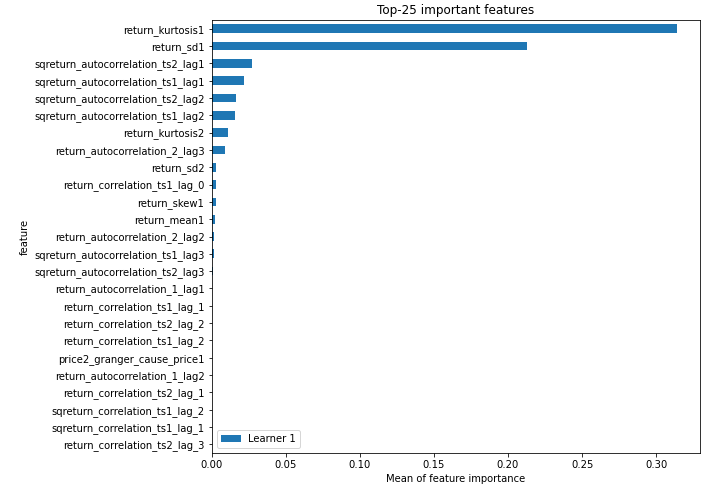 Top-25 important features
return_kurtosis1
return_sd1
sqreturn_autocorrelation_ts2_lag1
sqreturn_autocorrelation_ts1_lag1
sqreturn_autocorrelation_ts2_lag2
sqreturn_autocorrelation_ts1_lag2
return_kurtosis2
return_autocorrelation_2_lag3
return_sd2
return_correlation_ts1_lag_0
return_skew1
return_mean1
return_autocorrelation_2_lag2
sqreturn_autocorrelation_ts1_lag3
sqreturn_autocorrelation_ts2_lag3
return_autocorrelation_1_lag1
return_correlation_ts1_lag_1
return_correlation_ts2_lag_2
return_correlation_ts1_lag_2
price2_granger_cause_price1
return_autocorrelation_1_lag2
return_correlation_ts2_lag_1
sqreturn_correlation_ts1_lag_2
sqreturn_correlation_ts1_lag_1
return_correlation_ts2_lag_3
feature
Learner 1
0.00 0.05 0.10 0.15 0.20 0.25 0.30
Mean of feature importance